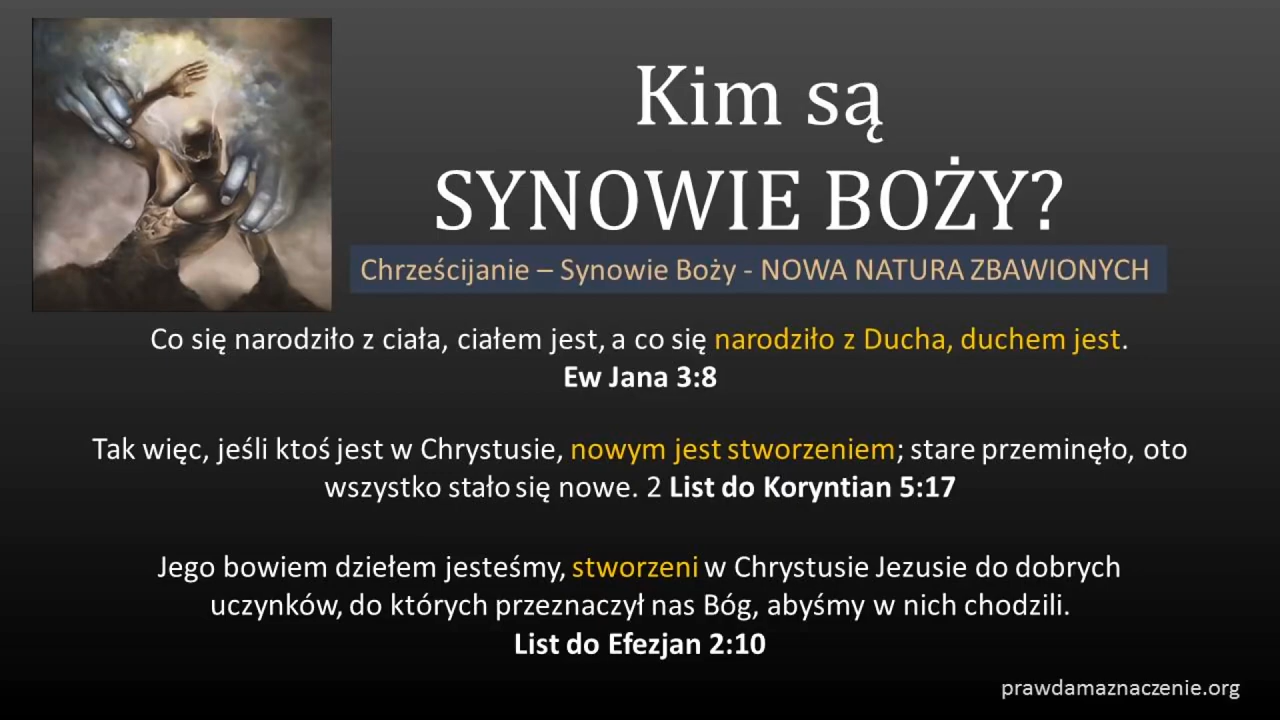 Kim są
SYNOWIE BOŻY?
Chrześcijanie – Synowie Boży - NOWA NATURA ZBAWIONYCH
Co się narodziło z ciała, ciałem jest, a co się narodziło z Ducha, duchem jest.
Ew Jana 3:8
Tak więc, jeśli ktoś jest w Chrystusie, nowym jest stworzeniem; stare przeminęło, oto
wszystko stało się nowe. 2 List do Koryntian 5:17
Jego bowiem dziełem jesteśmy, stworzeni w Chrystusie Jezusie do dobrych
uczynków, do których przeznaczył nas Bóg, abyśmy w nich chodzili.
List do Efezjan 2:10
prawdamaznaczenie.org